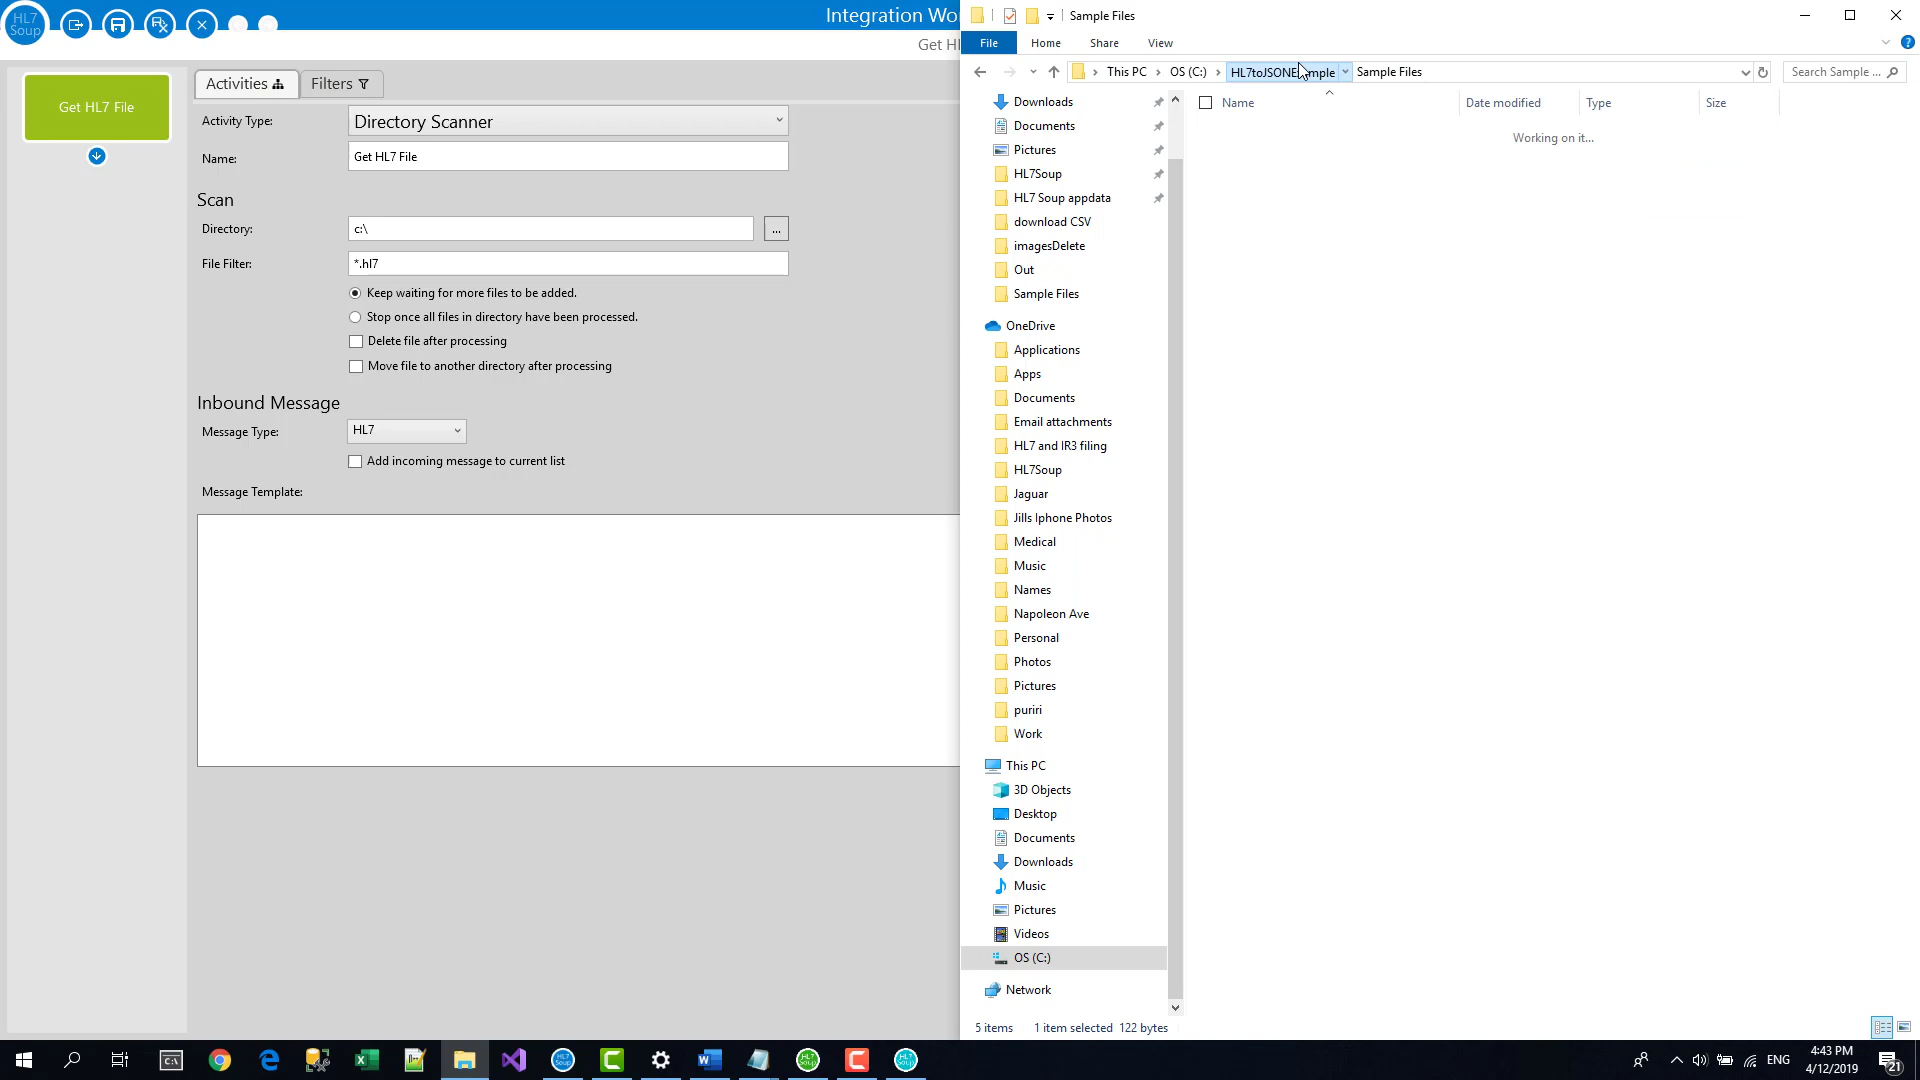 HL7
Soup
Integration Wo
Get Hl
Get HL7 File
Activities
Filters
Activity Type:
Directory Scanner
Name:
Get HL7 File
Scan
Directory:
c:\
...
File Filter:
*.hl7
Keep waiting for more files to be added.
Stop once all files in directory have been processed.
Delete file after processing
Move file to another directory after processing
Inbound Message
Message Type:
HL7
Add incoming message to current list
Message Template:
Sample Files
File
Home
Share
View
This PC
OS (C:)
Sample Files
Search Sample ...
Name
Date modified
Type
Size
Working on it...
Downloads
Documents
Pictures
HL7Soup
HL7 Soup appdata
download CSV
imagesDelete
Out
Sample Files
OneDrive
Applications
Apps
Documents
Email attachments
HL7 and IR3 filing
HL7Soup
Jaguar
Jills Iphone Photos
Medical
Music
Names
Napoleon Ave
Personal
Photos
Pictures
puriri
Work
This PC
3D Objects
Desktop
Documents
Downloads
Music
Pictures
Videos
OS (C:)
Network
5 items
1 item selected 122 bytes
ENG
4:43 PM
4/12/2019
21